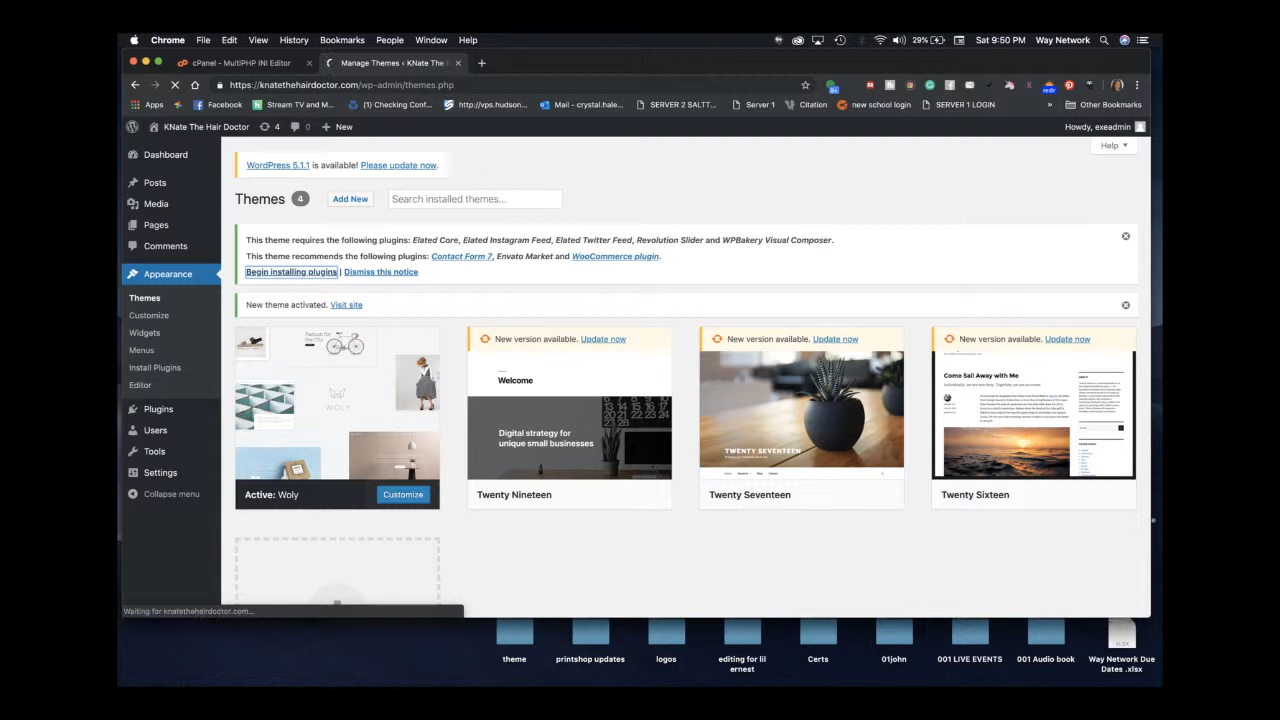 Chrome File Edit View History Bookmarks People Window Help 29% Sat 9:50 PM Way Network
cPanel - MultiPHP INI Editor Manage Themes ‹ KNate The
https://knatethehairdoctor.com/wp-admin/themes.php
Apps Facebook Stream TV and M... (1) Checking Conf... http://vps.hudson... Mail - crystal.hale... SERVER 2 SALTT... Server 1 Citation new school login SERVER 1 LOGIN » Other Bookmarks
KNate The Hair Doctor 4 0 New Howdy, exeadmin
Dashboard
Posts
Media
Pages
Comments
Appearance
Themes
Customize
Widgets
Menus
Install Plugins
Editor
Plugins
Users
Tools
Settings
Collapse menu
Help
WordPress 5.1.1 is available! Please update now.
Themes 4 Add New Search installed themes...
This theme requires the following plugins: Elated Core, Elated Instagram Feed, Elated Twitter Feed, Revolution Slider and WPBakery Visual Composer.
This theme recommends the following plugins: Contact Form 7, Envato Market and WooCommerce plugin.
Begin installing plugins | Dismiss this notice
New theme activated. Visit site
WOLY
Active: Woly Customize
New version available. Update now
Welcome
Digital strategy for
unique small businesses
Twenty Nineteen
New version available. Update now
TWENTY SEVENTEEN
Twenty Seventeen
New version available. Update now
Come Sail Away with Me
Twenty Sixteen
Waiting for knatethehairdoctor.com...
theme
printshop updates
logos
editing for lil
ernest
Certs
01john
001 LIVE EVENTS
001 Audio book
XLSX
Way Network Due
Dates .xlsx